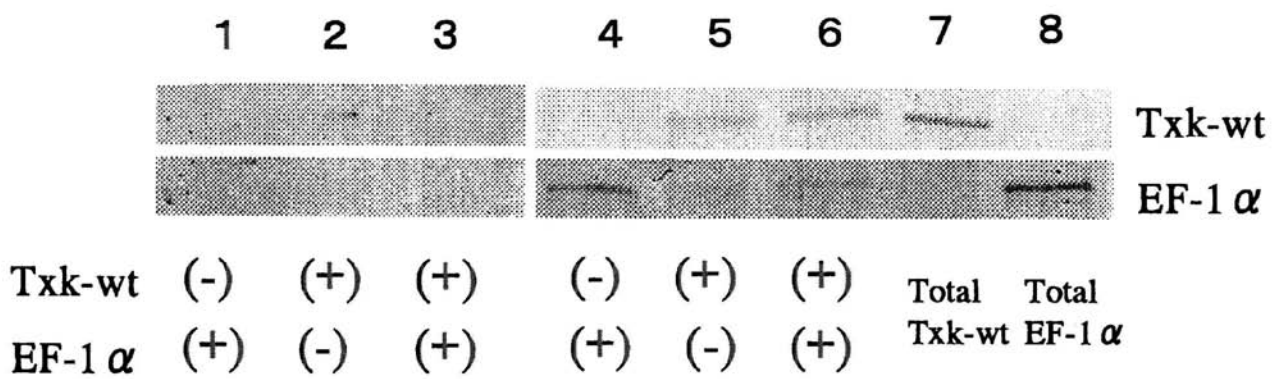 1 2 3 4 5 6 7 8
Txk-wt
EF-1 α
Txk-wt (-) (+) (+) (-) (+) (+) Total Total
EF-1 α (+) (-) (+) (+) (-) (+) Txk-wt EF-1 α